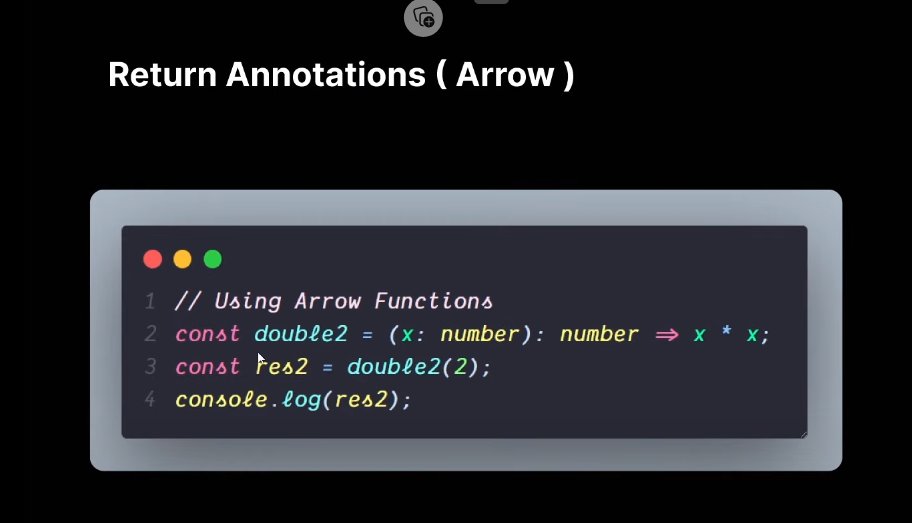 Return Annotations ( Arrow )
1 // Using Arrow Functions
2 const double2 = (x: number): number => x * x;
3 const res2 = double2(2);
4 console.log(res2);